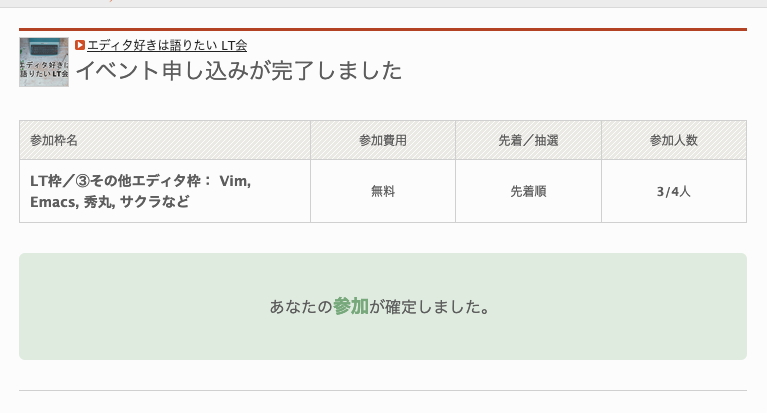 エディタ好きは語りたい LT会
エディタ好きは
語りたい LT会
イベント申し込みが完了しました
参加枠名 参加費用 先着／抽選 参加人数
LT枠／③その他エディタ枠： Vim,
Emacs, 秀丸, サクラなど
無料 先着順 3/4人
あなたの参加が確定しました。